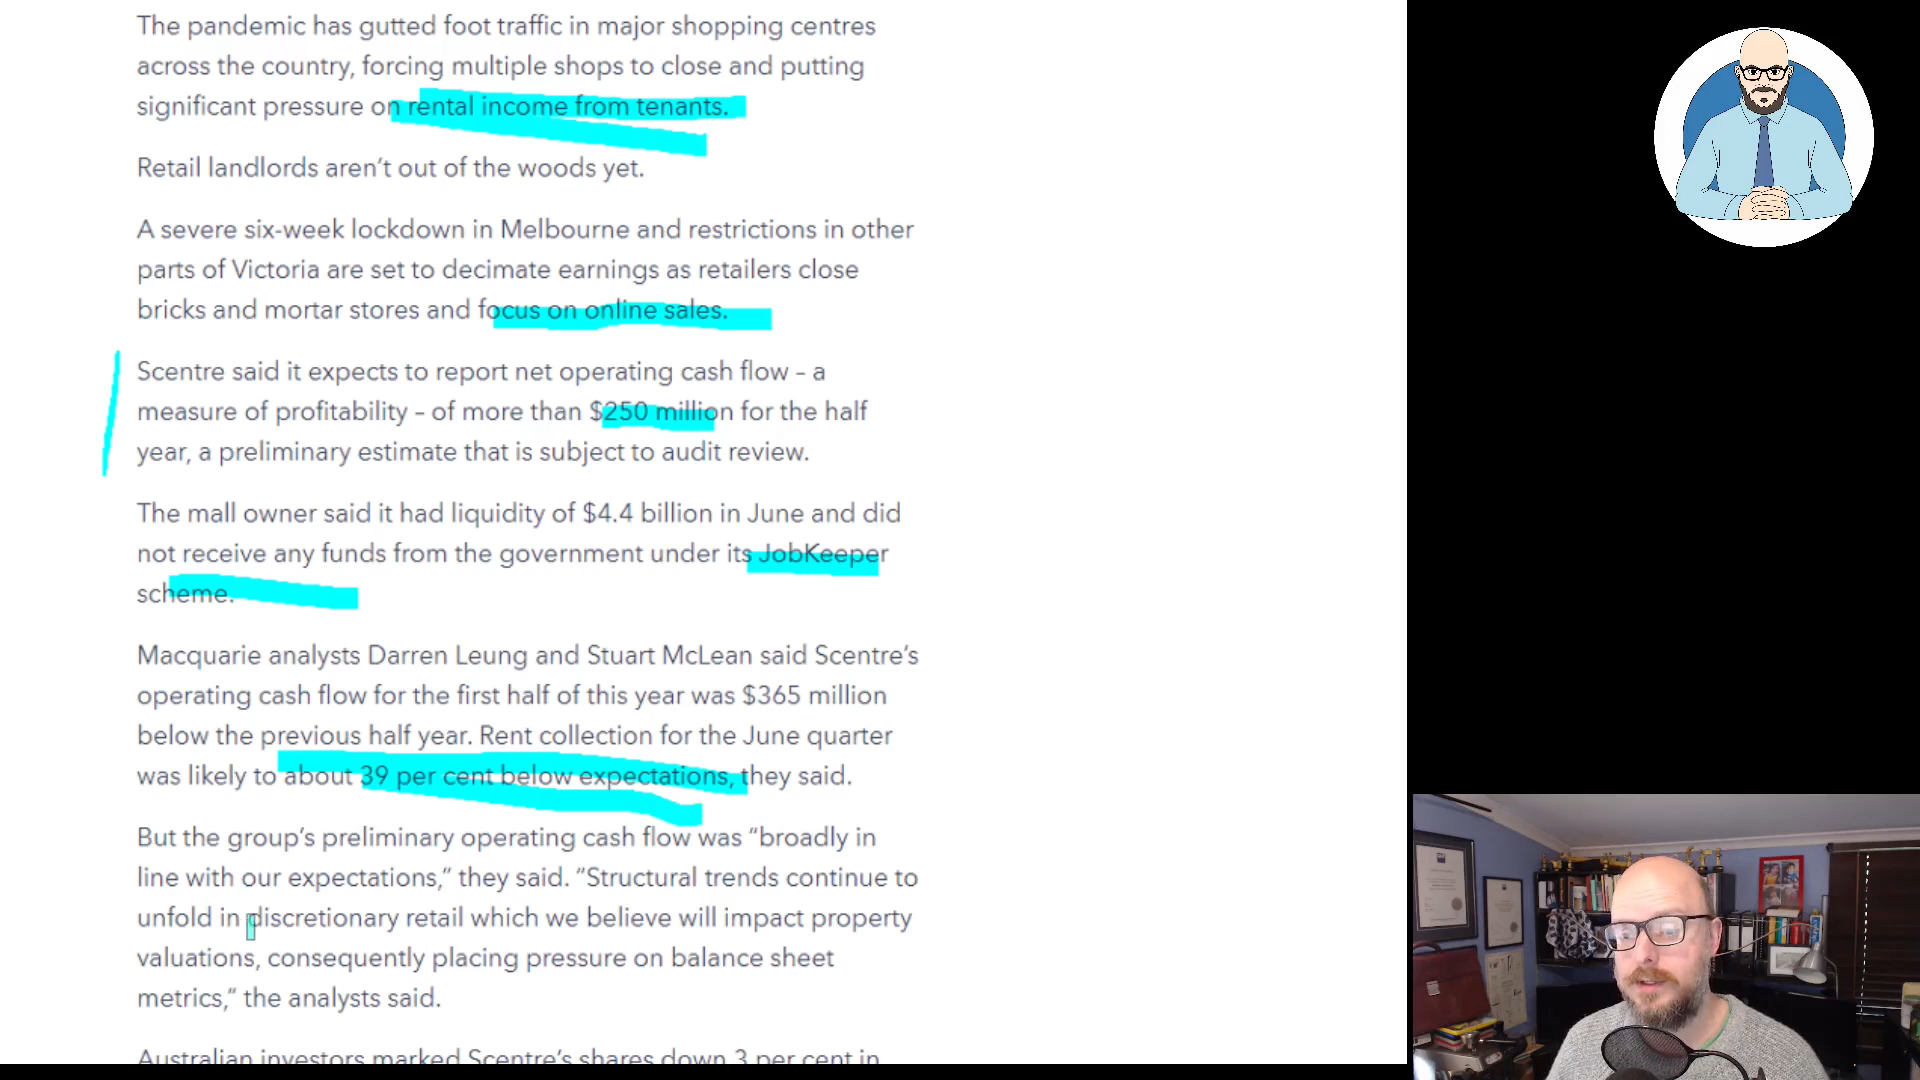 The pandemic has gutted foot traffic in major shopping centres
across the country, forcing multiple shops to close and putting
significant pressure on rental income from tenants.
Retail landlords aren’t out of the woods yet.
A severe six-week lockdown in Melbourne and restrictions in other
parts of Victoria are set to decimate earnings as retailers close
bricks and mortar stores and focus on online sales.
Scentre said it expects to report net operating cash flow – a
measure of profitability – of more than $250 million for the half
year, a preliminary estimate that is subject to audit review.
The mall owner said it had liquidity of $4.4 billion in June and did
not receive any funds from the government under its JobKeeper
scheme.
Macquarie analysts Darren Leung and Stuart McLean said Scentre’s
operating cash flow for the first half of this year was $365 million
below the previous half year. Rent collection for the June quarter
was likely to about 39 per cent below expectations, they said.
But the group’s preliminary operating cash flow was “broadly in
line with our expectations,” they said. “Structural trends continue to
unfold in discretionary retail which we believe will impact property
valuations, consequently placing pressure on balance sheet
metrics,” the analysts said.
Australian investors marked Scentre’s shares down 3 per cent in